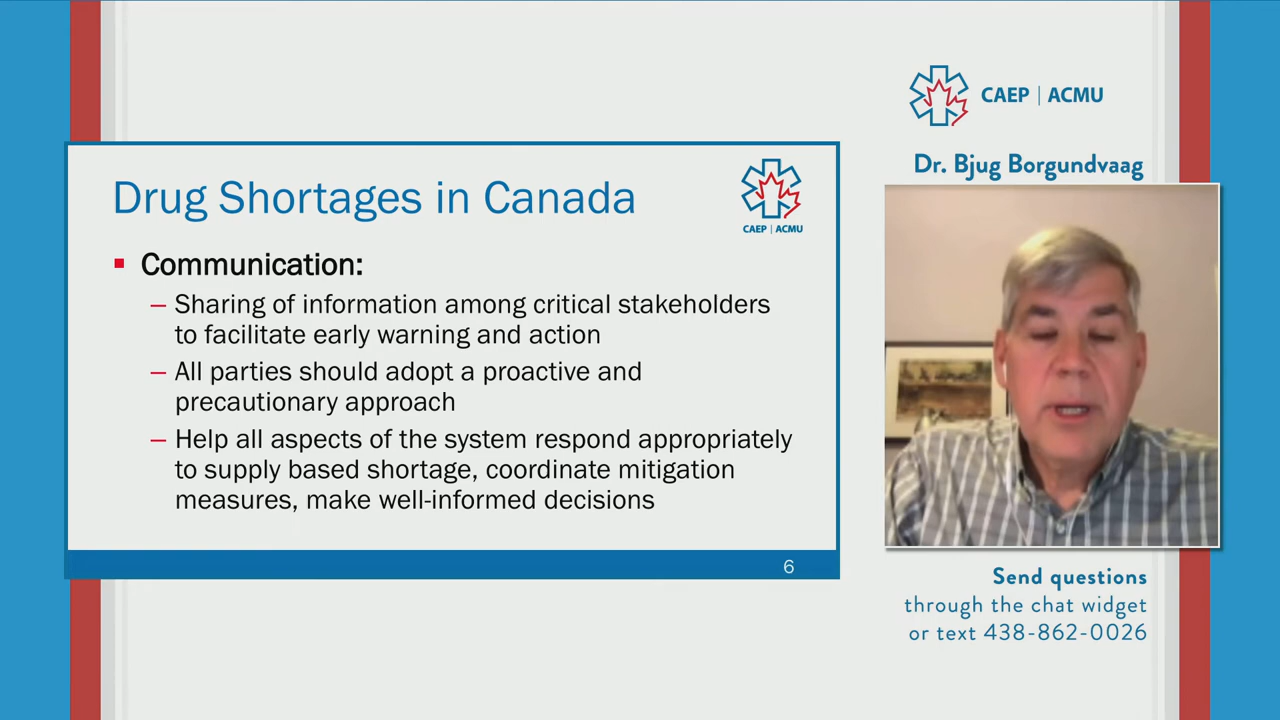 Drug Shortages in Canada
CAEP | ACMU
▪ Communication:
– Sharing of information among critical stakeholders
to facilitate early warning and action
– All parties should adopt a proactive and
precautionary approach
– Help all aspects of the system respond appropriately
to supply based shortage, coordinate mitigation
measures, make well-informed decisions
6
CAEP | ACMU
Dr. Bjug Borgundvaag
Send questions
through the chat widget
or text 438-862-0026